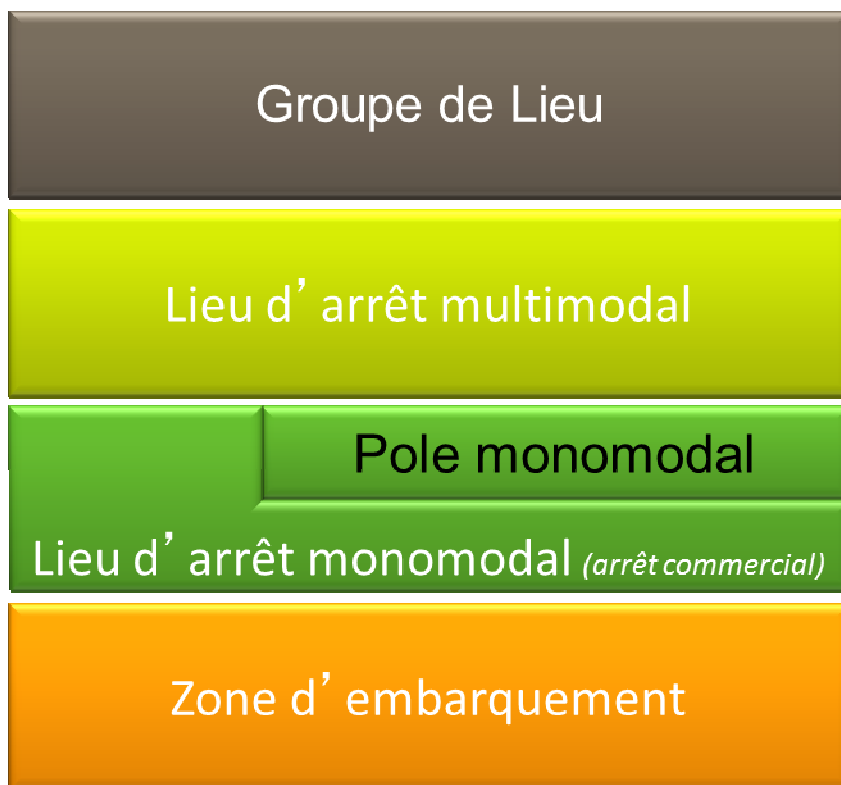 Groupe de Lieu
Lieu d’ arrêt multimodal
Pole monomodal
Lieu d’ arrêt monomodal (arrêt commercial)
Zone d’ embarquement